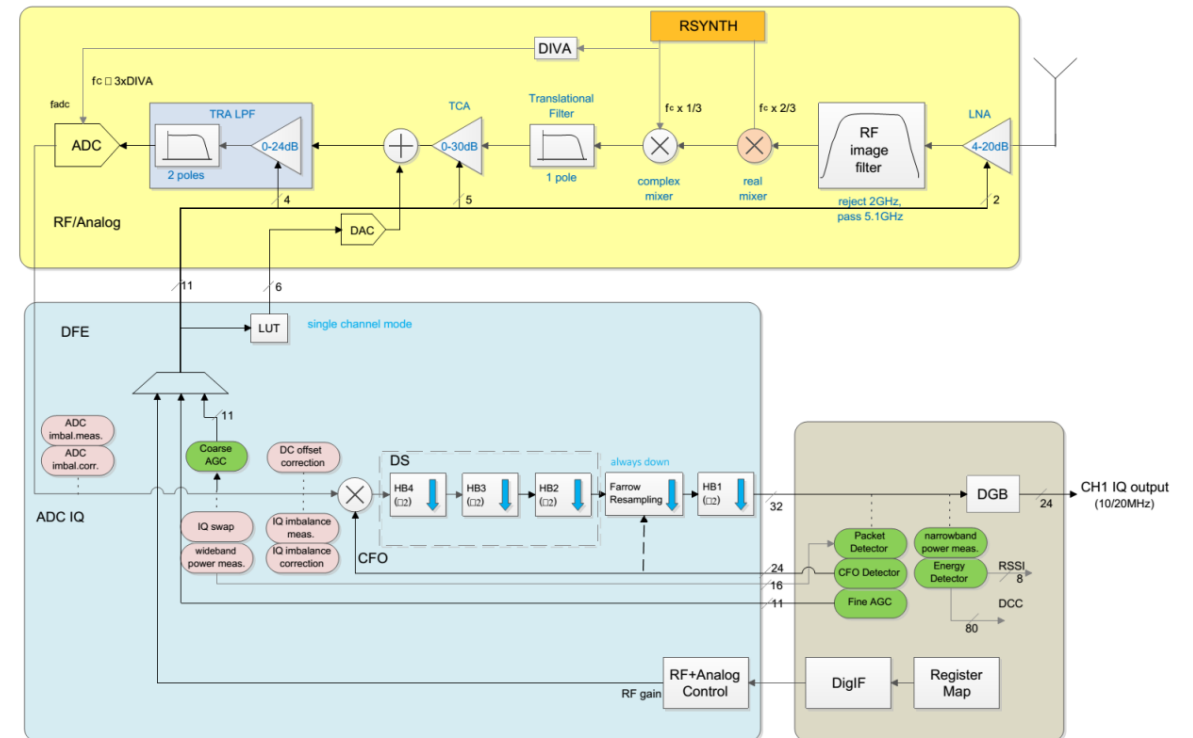 RSYNTH
DIVA
fc □ 3xDIVA
fadc
ADC
TRA LPF
0-24dB
2 poles
4
TCA
0-30dB
5
Translational
Filter
1 pole
fc x 1/3
complex
mixer
fc x 2/3
real
mixer
RF
image
filter
reject 2GHz,
pass 5.1GHz
LNA
4-20dB
2
RF/Analog
DAC
11
6
DFE
LUT
single channel mode
11
ADC
imbal.meas.
ADC
imbal.corr.
Coarse
AGC
DC offset
correction
DS
HB4
(□2)
HB3
(□2)
HB2
(□2)
always down
Farrow
Resampling
HB1
(□2)
32
DGB
24
CH1 IQ output
(10/20MHz)
ADC IQ
IQ swap
wideband
power meas.
IQ imbalance
meas.
IQ imbalance
correction
CFO
24
16
11
Packet
Detector
CFO Detector
Fine AGC
narrowband
power meas.
Energy
Detector
RSSI
8
DCC
80
RF gain
RF+Analog
Control
DigIF
Register
Map